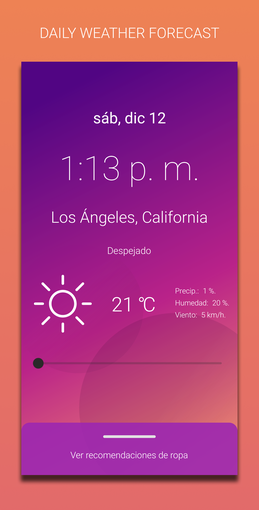 DAILY WEATHER FORECAST
sáb, dic 12
1:13 p. m.
Los Ángeles, California
Despejado
21 ℃
Precip.: 1 %.
Humedad: 20 %.
Viento: 5 km/h.
Ver recomendaciones de ropa